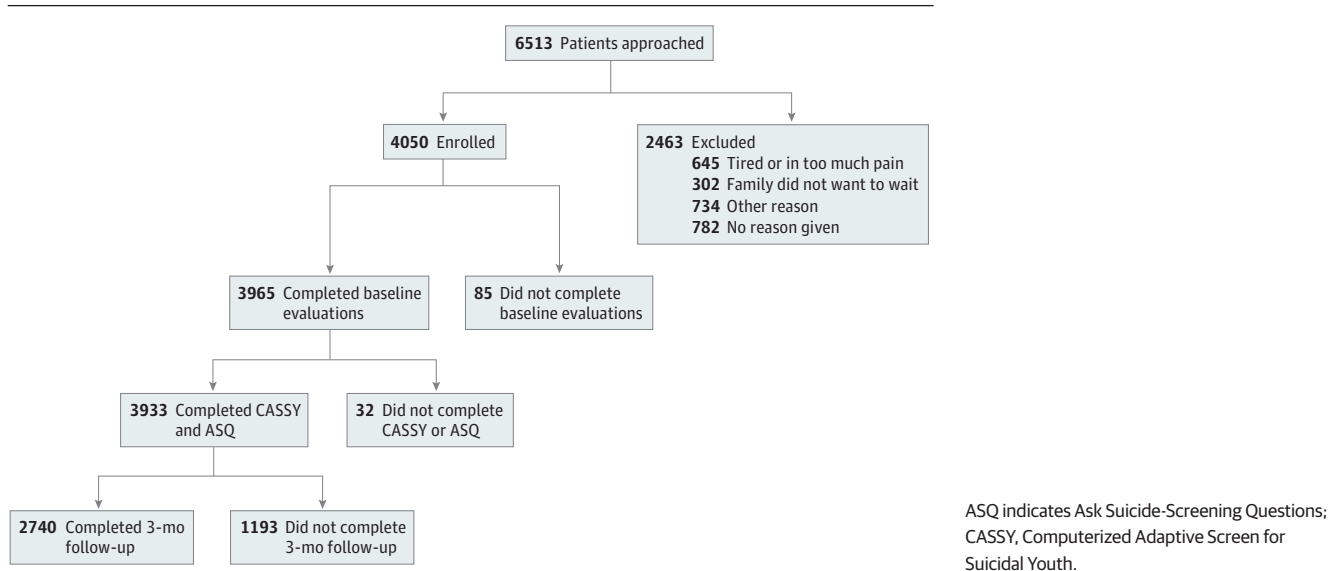 6513 Patients approached
4050 Enrolled
2463 Excluded
645 Tired or in too much pain
302 Family did not want to wait
734 Other reason
782 No reason given
3965 Completed baseline
evaluations
85 Did not complete
baseline evaluations
3933 Completed CASSY
and ASQ
32 Did not complete
CASSY or ASQ
2740 Completed 3-mo
follow-up
1193 Did not complete
3-mo follow-up
ASQ indicates Ask Suicide-Screening Questions;
CASSY, Computerized Adaptive Screen for
Suicidal Youth.